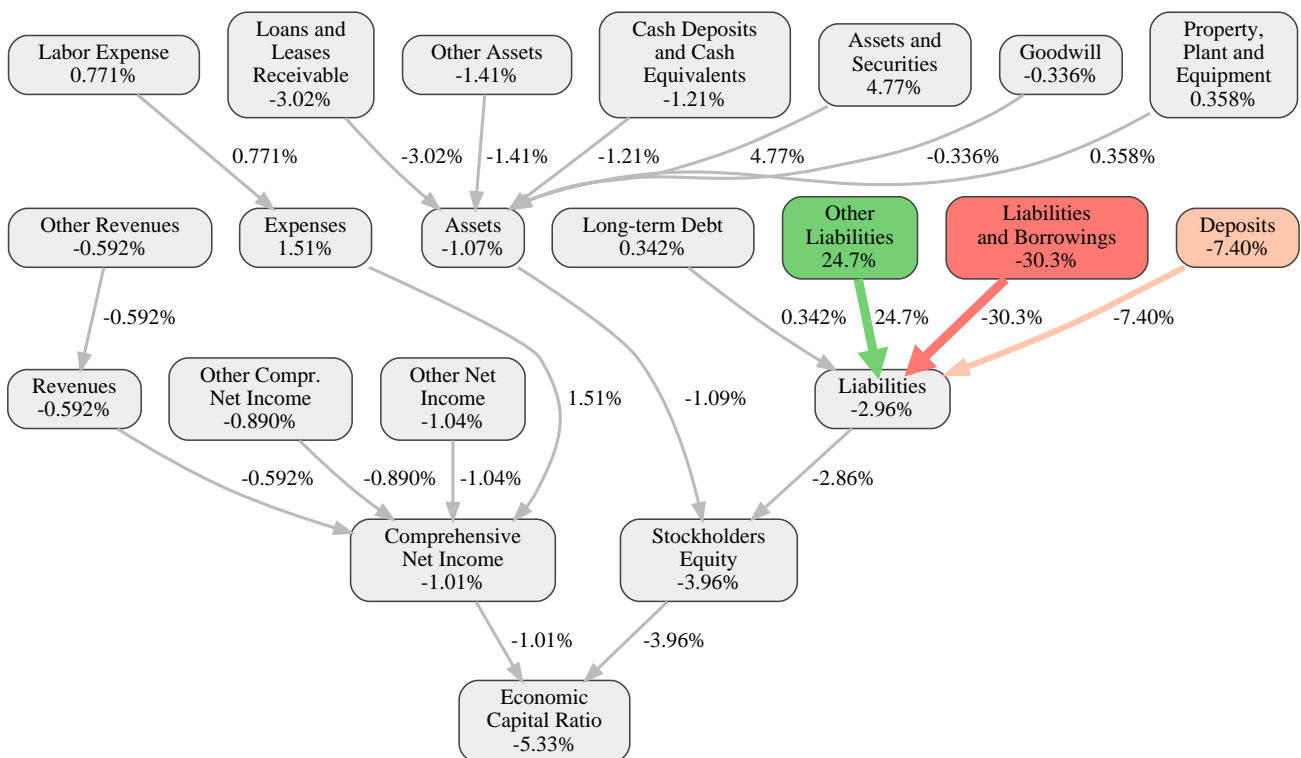 Labor Expense
0.771%
Loans and
Leases
Receivable
-3.02%
Other Assets
-1.41%
Cash Deposits
and Cash
Equivalents
-1.21%
Assets and
Securities
4.77%
Goodwill
-0.336%
Property,
Plant and
Equipment
0.358%
0.771%
-3.02%
-1.41%
-1.21%
4.77%
-0.336%
0.358%
Other Revenues
-0.592%
Expenses
1.51%
Assets
-1.07%
Long-term Debt
0.342%
Other
Liabilities
24.7%
Liabilities
and Borrowings
-30.3%
Deposits
-7.40%
-0.592%
0.342%
24.7%
-30.3%
-7.40%
Revenues
-0.592%
Other Compr.
Net Income
-0.890%
Other Net
Income
-1.04%
1.51%
-1.09%
Liabilities
-2.96%
-0.592%
-0.890%
-1.04%
-2.86%
Comprehensive
Net Income
-1.01%
Stockholders
Equity
-3.96%
-1.01%
-3.96%
Economic
Capital Ratio
-5.33%